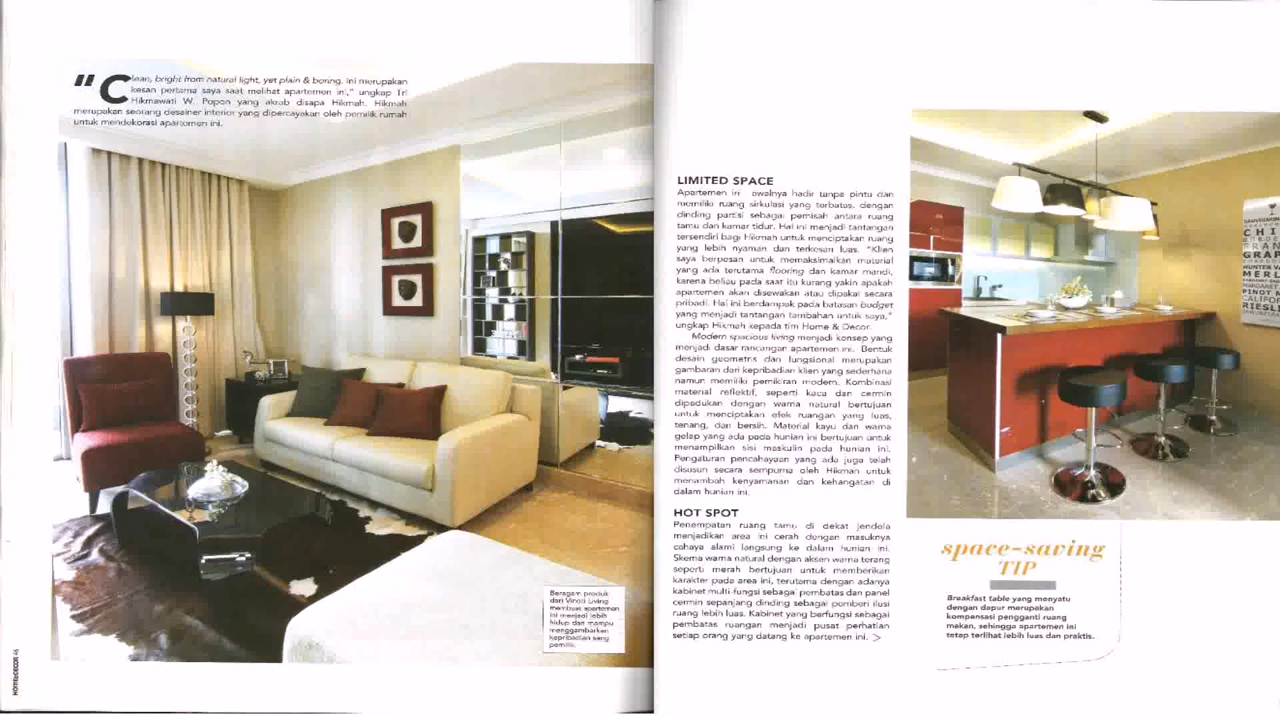 "Clean, bright from natural light, yet plain & boring. Ini merupakan
kesan pertama saya saat melihat apartemen ini," ungkap Tri
Hikmawati W. Popon yang akrab disapa Hikmah. Hikmah
merupakan seorang desainer interior yang dipercayakan oleh pemilik rumah
untuk mendekorasi apartemen ini.
Beragam produk
dari Vinoti Living
membuat apartemen
ini menjadi lebih
hidup dan mampu
menggambarkan
kepribadian sang
pemilik.
HOME&DECOR 46
LIMITED SPACE
Apartemen ini awalnya hadir tanpa pintu dan
memiliki ruang sirkulasi yang terbatas, dengan
dinding partisi sebagai pemisah antara ruang
tamu dan kamar tidur. Hal ini menjadi tantangan
tersendiri bagi Hikmah untuk menciptakan ruang
yang lebih nyaman dan terkesan luas. "Klien
saya berpesan untuk memaksimalkan material
yang ada terutama flooring dan kamar mandi,
karena beliau pada saat itu kurang yakin apakah
apartemen akan disewakan atau dipakai secara
pribadi. Hal ini berdampak pada batasan budget
yang menjadi tantangan tambahan untuk saya,"
ungkap Hikmah kepada tim Home & Decor.
Modern spacious living menjadi konsep yang
menjadi dasar rancangan apartemen ini. Bentuk
desain geometris dan fungsional merupakan
gambaran dari kepribadian klien yang sederhana
namun memiliki pemikiran modern. Kombinasi
material reflektif, seperti kaca dan cermin
dipadukan dengan warna natural bertujuan
untuk menciptakan efek ruangan yang luas,
tenang, dan bersih. Material kayu dan warna
gelap yang ada pada hunian ini bertujuan untuk
menampilkan sisi maskulin pada hunian ini.
Pengaturan pencahayaan yang ada juga telah
disusun secara sempurna oleh Hikmah untuk
menambah kenyamanan dan kehangatan di
dalam hunian ini.
HOT SPOT
Penempatan ruang tamu di dekat jendela
menjadikan area ini cerah dengan masuknya
cahaya alami langsung ke dalam hunian ini.
Skema warna natural dengan aksen warna terang
seperti merah bertujuan untuk memberikan
karakter pada area ini, terutama dengan adanya
kabinet multi-fungsi sebagai pembatas dan panel
cermin sepanjang dinding sebagai pemberi ilusi
ruang lebih luas. Kabinet yang berfungsi sebagai
pembatas ruangan menjadi pusat perhatian
setiap orang yang datang ke apartemen ini. >
space-saving
TIP
Breakfast table yang menyatu
dengan dapur merupakan
kompensasi pengganti ruang
makan, sehingga apartemen ini
tetap terlihat lebih luas dan praktis.